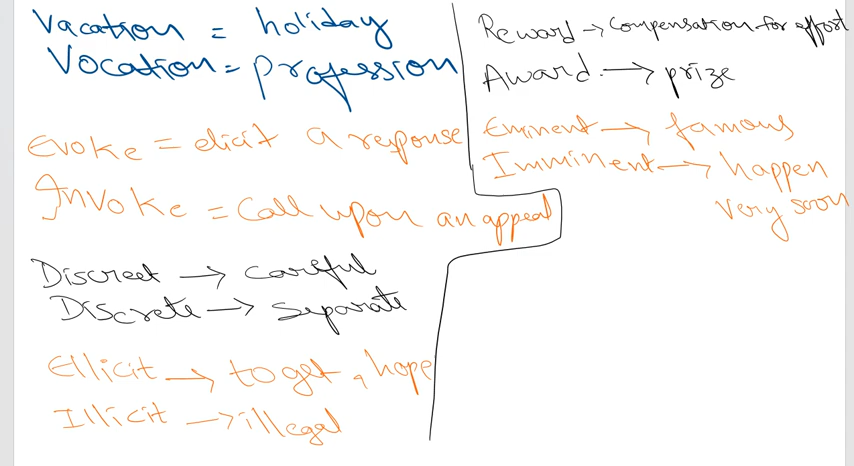 Vacation = holiday
Vocation = profession
Evoke = elicit a response
Invoke = Call upon an appeal
Discreet → Careful
Discrete → Separate
Ellicit → to get, hope
Illicit → illegal
Reward → Compensation for effort
Award → prize
Eminent → famous
Imminent → happen
very soon